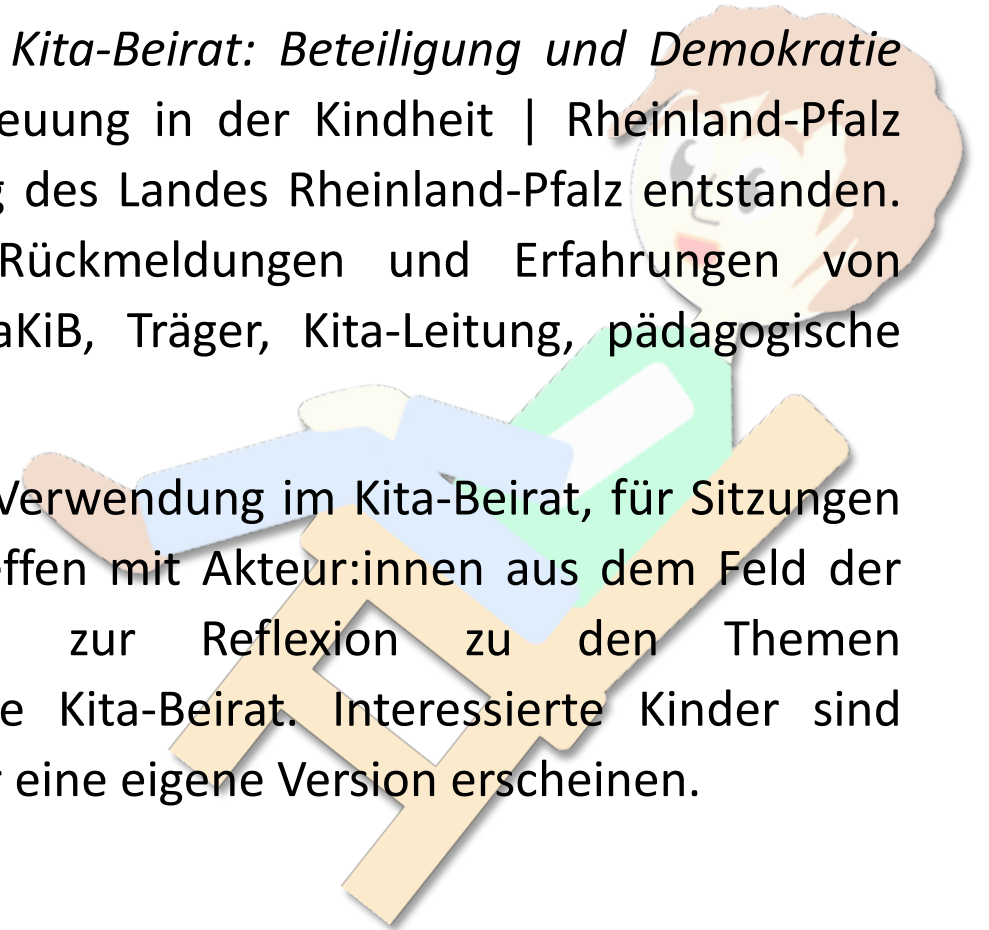 Kita-Beirat: Beteiligung und Demokratie
euung in der Kindheit | Rheinland-Pfalz
g des Landes Rheinland-Pfalz entstanden.
Rückmeldungen und Erfahrungen von
aKiB, Träger, Kita-Leitung, pädagogische
Verwendung im Kita-Beirat, für Sitzungen
effen mit Akteur:innen aus dem Feld der
zur Reflexion zu den Themen
e Kita-Beirat. Interessierte Kinder sind
r eine eigene Version erscheinen.